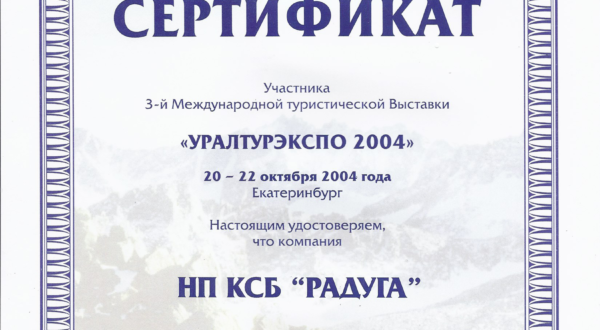 СЕРТИФИКАТ
Участника
3-й Международной туристической Выставки
«УРАЛТУРЭКСПО 2004»
20 – 22 октября 2004 года
Екатеринбург
Настоящим удостоверяем,
что компания
НП КСБ “РАДУГА”